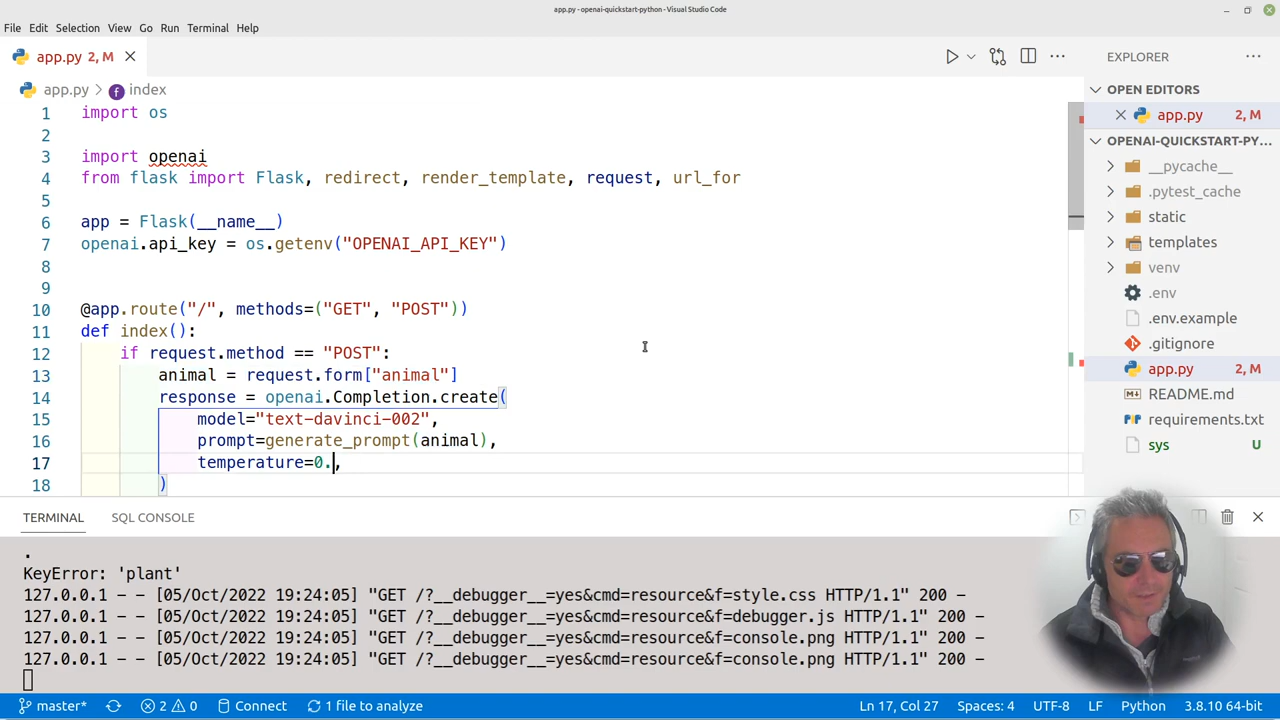 app.py - openai-quickstart-python - Visual Studio Code
File Edit Selection View Go Run Terminal Help
app.py 2, M
EXPLORER
app.py > index
OPEN EDITORS
app.py 2, M
OPENAI-QUICKSTART-PY...
__pycache__
.pytest_cache
static
templates
venv
.env
.env.example
.gitignore
app.py 2, M
README.md
requirements.txt
sys U
1 import os
2
3 import openai
4 from flask import Flask, redirect, render_template, request, url_for
5
6 app = Flask(__name__)
7 openai.api_key = os.getenv("OPENAI_API_KEY")
8
9
10 @app.route("/", methods=("GET", "POST"))
11 def index():
12 if request.method == "POST":
13 animal = request.form["animal"]
14 response = openai.Completion.create(
15 model="text-davinci-002",
16 prompt=generate_prompt(animal),
17 temperature=0.,
18 )
TERMINAL SQL CONSOLE
.
KeyError: 'plant'
127.0.0.1 - - [05/Oct/2022 19:24:05] "GET /?__debugger__=yes&cmd=resource&f=style.css HTTP/1.1" 200 -
127.0.0.1 - - [05/Oct/2022 19:24:05] "GET /?__debugger__=yes&cmd=resource&f=debugger.js HTTP/1.1" 200 -
127.0.0.1 - - [05/Oct/2022 19:24:05] "GET /?__debugger__=yes&cmd=resource&f=console.png HTTP/1.1" 200 -
127.0.0.1 - - [05/Oct/2022 19:24:05] "GET /?__debugger__=yes&cmd=resource&f=console.png HTTP/1.1" 200 -
master* 2 0 Connect 1 file to analyze Ln 17, Col 27 Spaces: 4 UTF-8 LF Python 3.8.10 64-bit